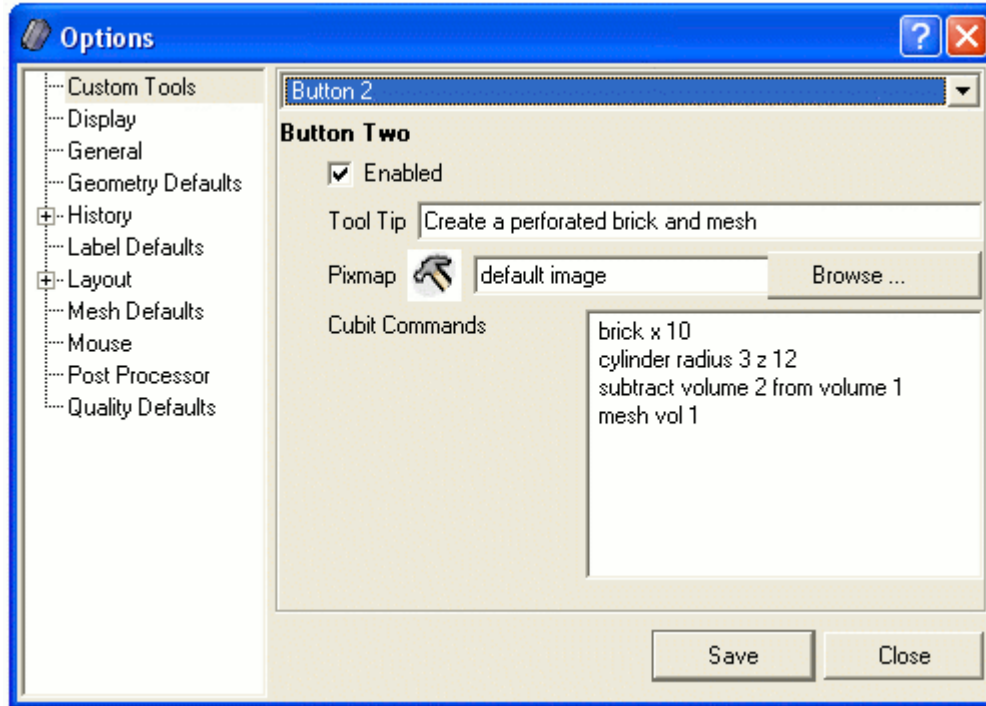 Options
Custom Tools
Display
General
Geometry Defaults
History
Label Defaults
Layout
Mesh Defaults
Mouse
Post Processor
Quality Defaults
Button 2
Button Two
Enabled
Tool Tip Create a perforated brick and mesh
Pixmap default image Browse ...
Cubit Commands
brick x 10
cylinder radius 3 z 12
subtract volume 2 from volume 1
mesh vol 1
Save Close